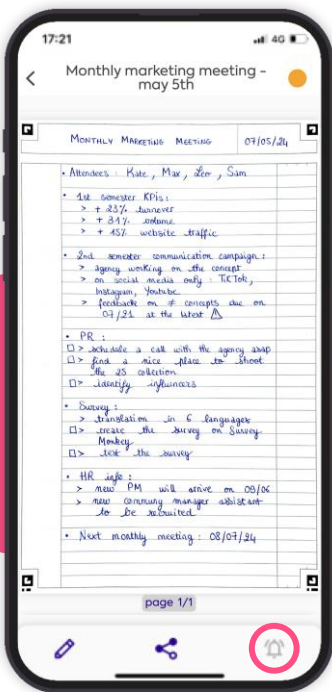 17:21
4G
Monthly marketing meeting -
may 5th
MONTHLY MARKETING MEETING
07/05/24
• Attendees : Kate, Max, Leo, Sam
• 1st semester KPIs :
> + 23% turnover
> + 31% volume
> + 15% website traffic
• 2nd semester communication campaign :
> agency working on the concept
> on social media only : TikTok,
Instagram, Youtube
> feedback on ≠ concepts due on
07/21 at the latest ⚠
• PR :
□> schedule a call with the agency asap
□> find a nice place to shoot
the 2S collection
□> identify influencers
• Survey :
> translation in 6 languages
□> create the survey on Survey
Monkey
□> test the survey
• HR info :
> new PM will arrive on 09/06
> new commung manager assistant
to be recruited
• Next monthly meeting : 08/07/24
page 1/1